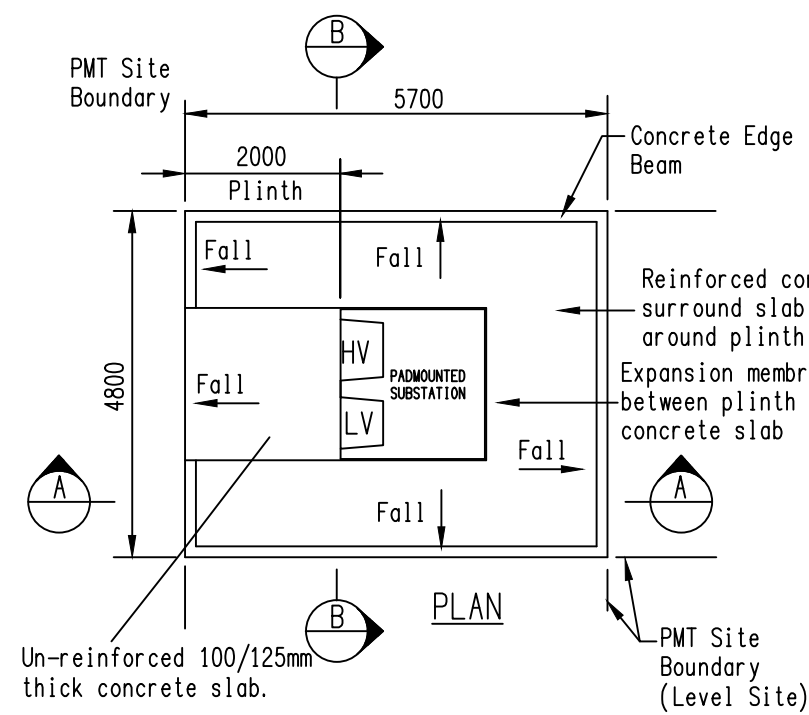 B
PMT Site
Boundary
5700
2000
Plinth
Concrete Edge
Beam
Fall
Fall
Reinforced
surround slab
around plinth
HV
PADMOUNTED
SUBSTATION
Expansion
between plinth
concrete slab
4800
Fall
LV
Fall
A
A
Fall
B
PLAN
Un-reinforced 100/125mm
thick concrete slab.
PMT Site
Boundary
(Level Site)